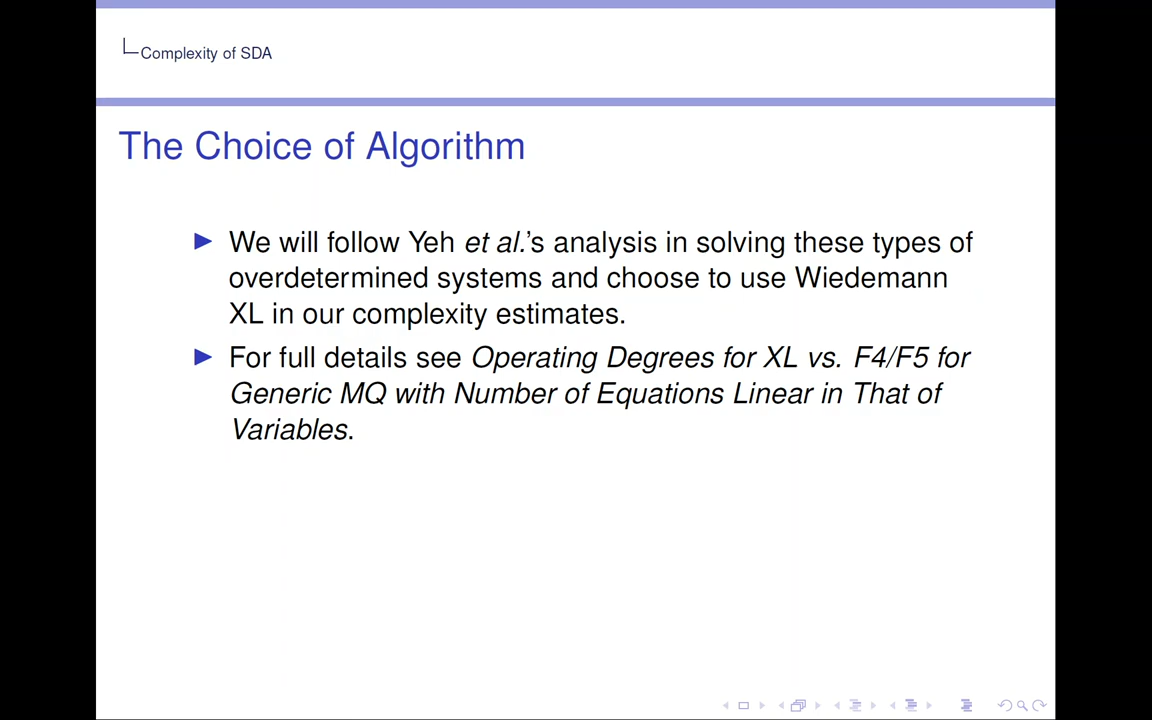 Complexity of SDA
The Choice of Algorithm
We will follow Yeh et al.'s analysis in solving these types of
overdetermined systems and choose to use Wiedemann
XL in our complexity estimates.
For full details see Operating Degrees for XL vs. F4/F5 for
Generic MQ with Number of Equations Linear in That of
Variables.